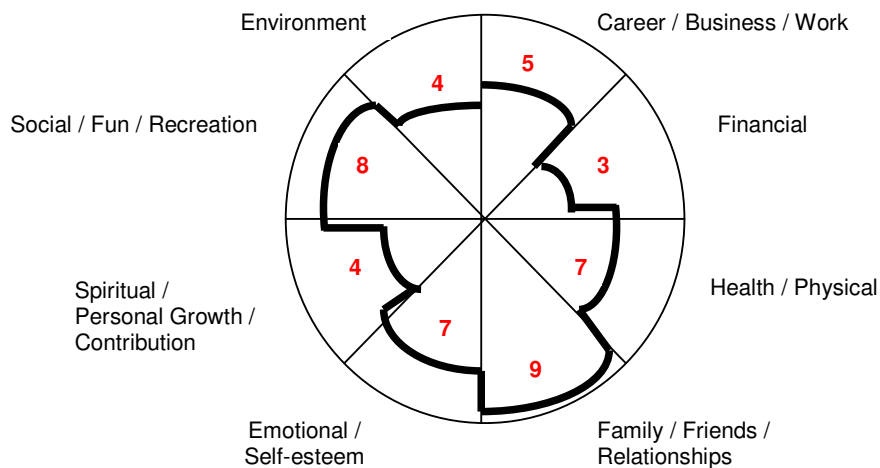 Environment
Career / Business / Work
5
4
Social / Fun / Recreation
Financial
8
3
4
7
Spiritual /
Personal Growth /
Contribution
Health / Physical
7
9
Emotional /
Self-esteem
Family / Friends /
Relationships